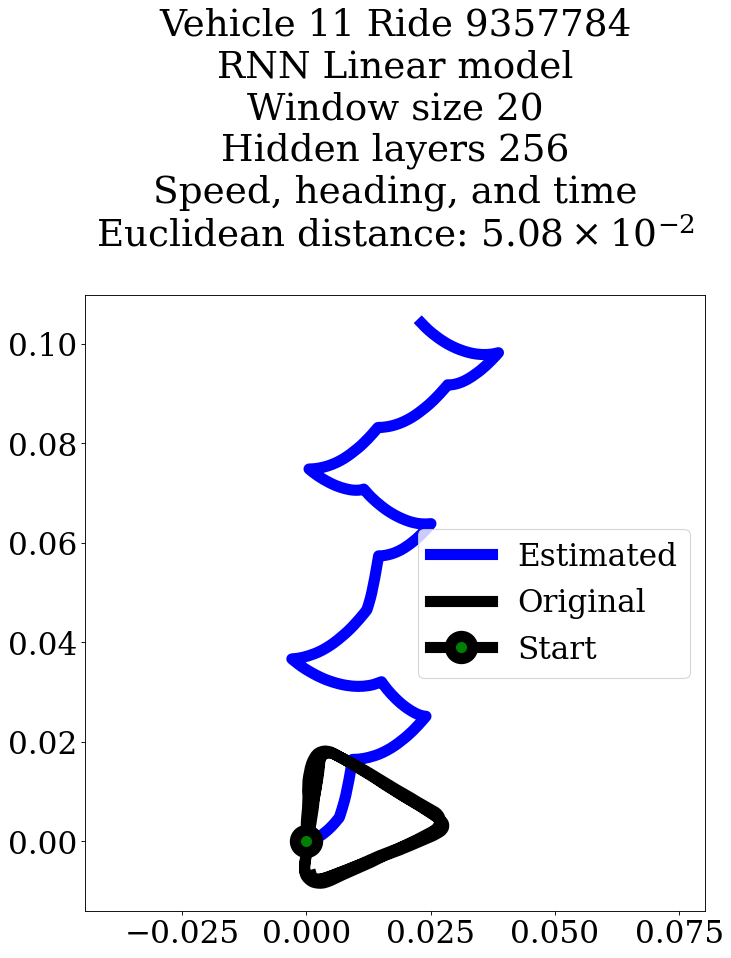 Vehicle 11 Ride 9357784
RNN Linear model
Window size 20
Hidden layers 256
Speed, heading, and time
Euclidean distance: 5.08 × 10⁻²
0.10
0.08
0.06
0.04
0.02
0.00
Estimated
Original
Start
−0.025 0.000 0.025 0.050 0.075